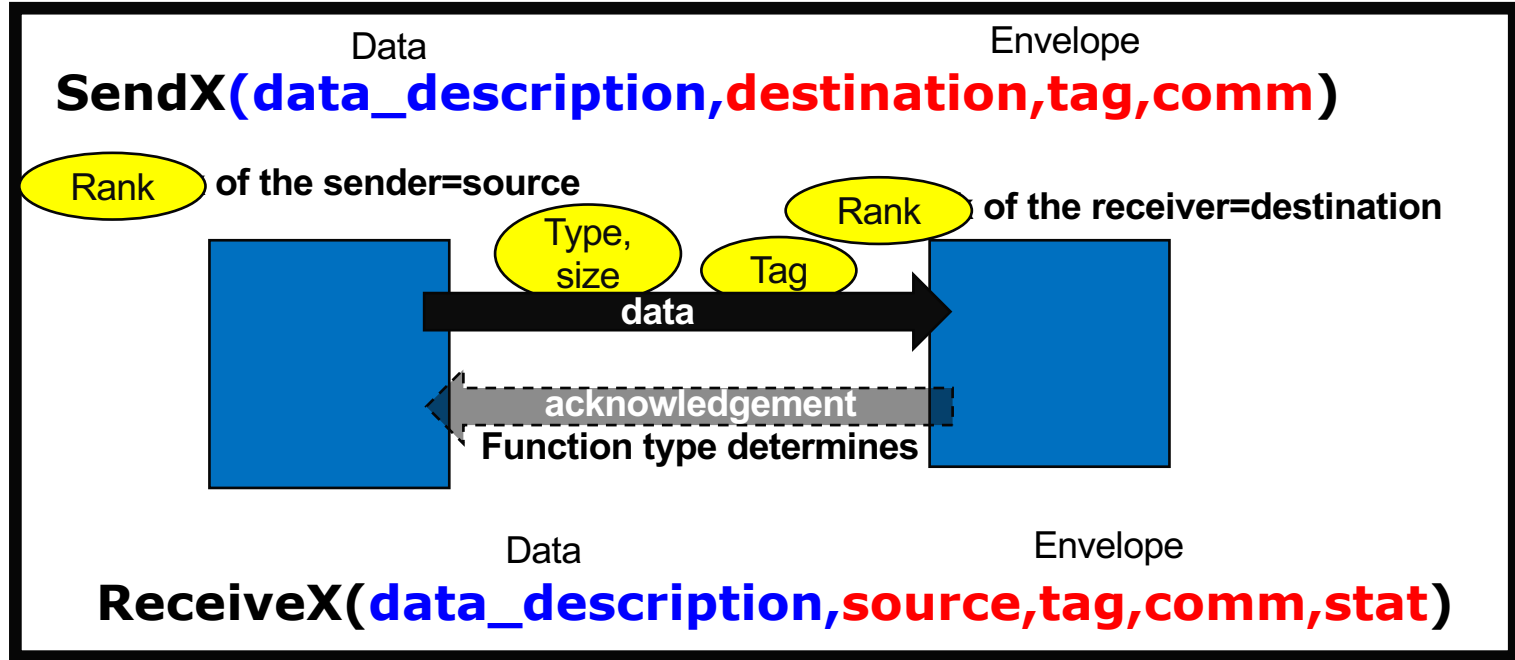 Data Envelope
SendX(data_description,destination,tag,comm)
Rank of the sender=source
Rank of the receiver=destination
Type,
size
Tag
data
acknowledgement
Function type determines
Data Envelope
ReceiveX(data_description,source,tag,comm,stat)